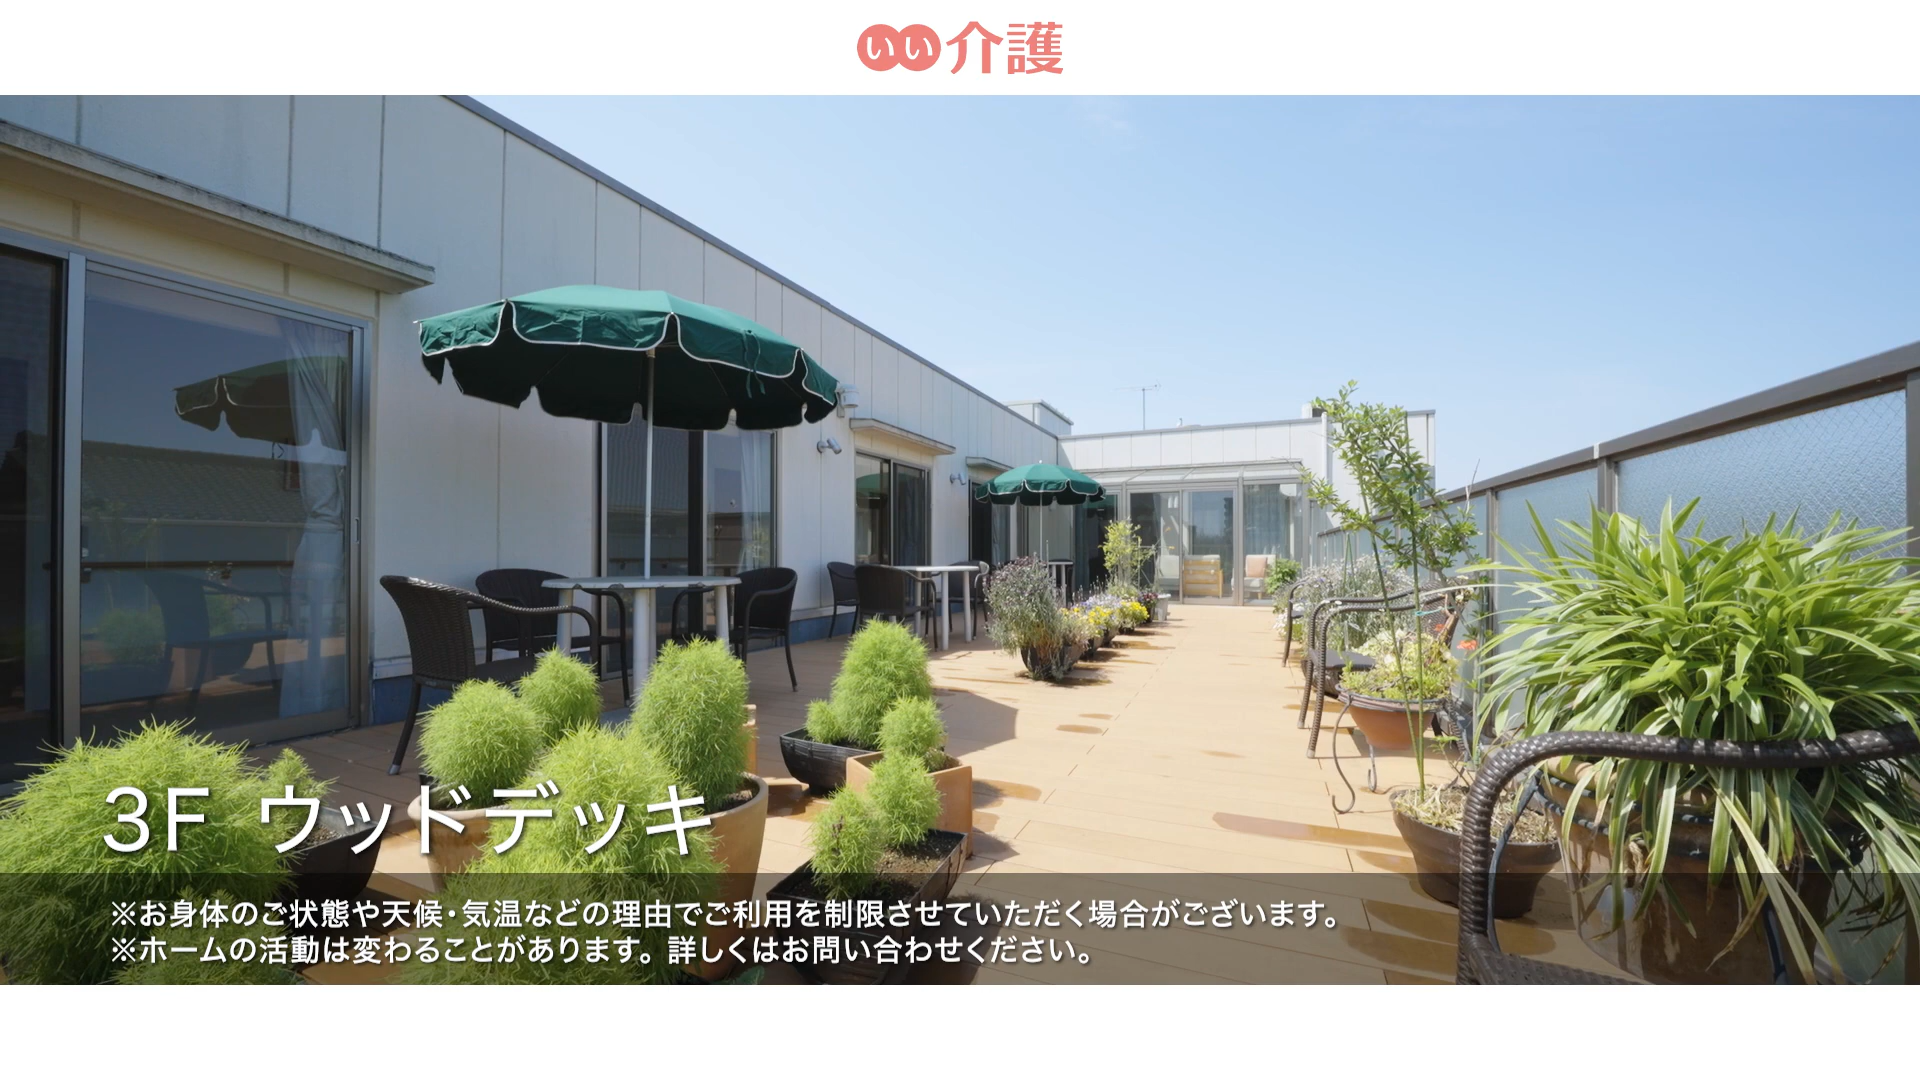 いい介護
3F ウッドデッキ
※お身体のご状態や天候・気温などの理由でご利用を制限させていただく場合がございます。
※ホームの活動は変わることがあります。詳しくはお問い合わせください。